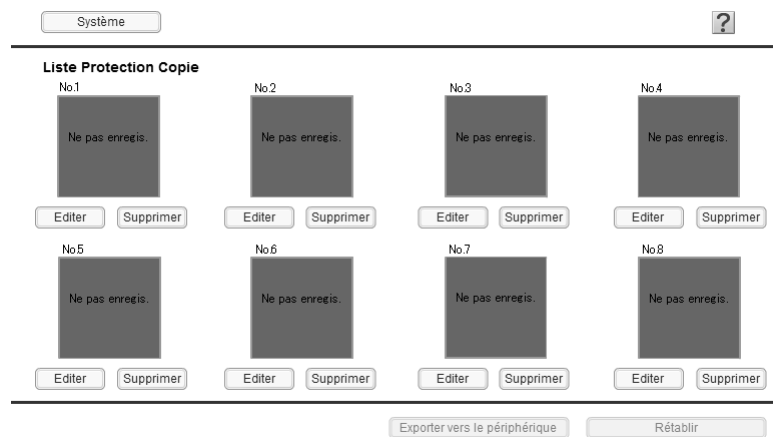 Système
?
Liste Protection Copie
No.1 No.2 No.3 No.4
Ne pas enregis. Ne pas enregis. Ne pas enregis. Ne pas enregis.
Editer Supprimer Editer Supprimer Editer Supprimer Editer Supprimer
No.5 No.6 No.7 No.8
Ne pas enregis. Ne pas enregis. Ne pas enregis. Ne pas enregis.
Editer Supprimer Editer Supprimer Editer Supprimer Editer Supprimer
Exporter vers le périphérique Rétablir